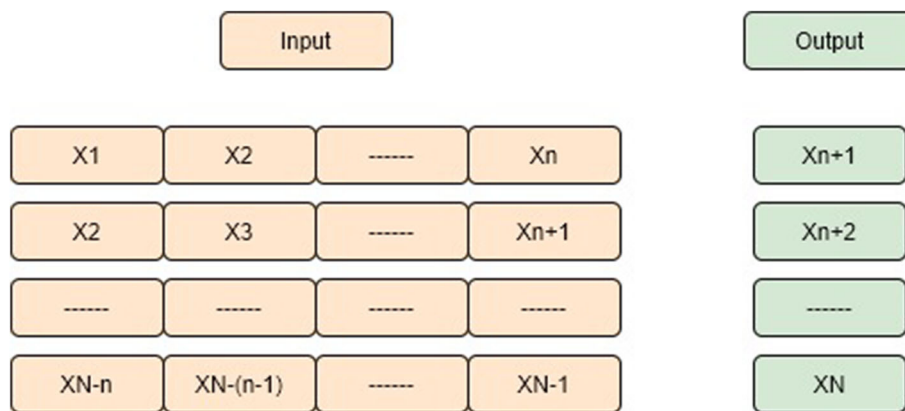 Input Output
X1 X2 ------ Xn Xn+1
X2 X3 ------ Xn+1 Xn+2
------ ------ ------ ------ ------
XN-n XN-(n-1) ------ XN-1 XN